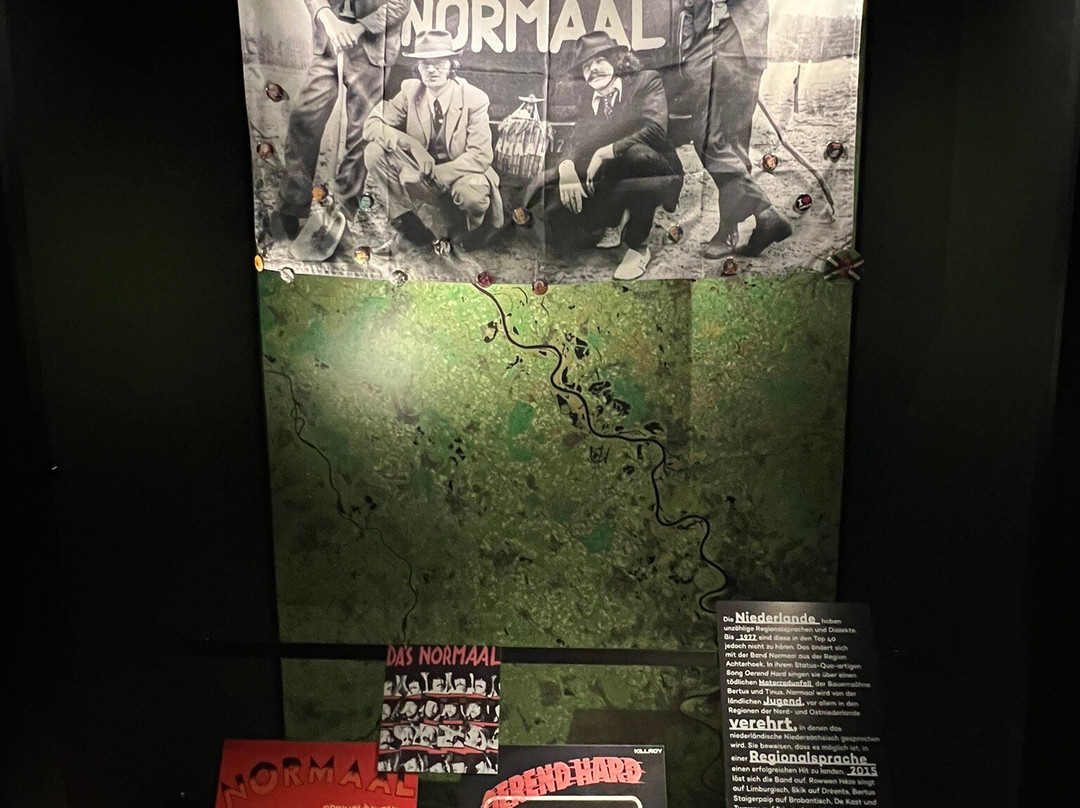 NORMAAL
I
DA'S NORMAAL
NORMAAL
KILLROY
OEREND HARD
Die Niederlande haben
unzählige Regionalsprachen und Dialekte.
Bis 1977 sind diese in den Top 40
jedoch nicht zu hören. Das ändert sich
mit der Band Normaal aus der Region
Achterhoek. In ihrem Status-Quo-artigen
Song Oerend Hard singen sie über einen
tödlichen Motorradunfall der Bauernsöhne
Bertus und Tinus. Normaal wird von der
ländlichen Jugend, vor allem in den
Regionen der Nord- und Ostniederlande
verehrt, in denen das
niederländische Niedersächsisch gesprochen
wird. Sie beweisen, dass es möglich ist, in
einer Regionalsprache
einen erfolgreichen Hit zu landen. 2015
löst sich die Band auf. Rowwen Hèze singt
auf Limburgisch, Skik auf Drèents, Bertus
Staigerpaip auf Brabantisch, De Kast und